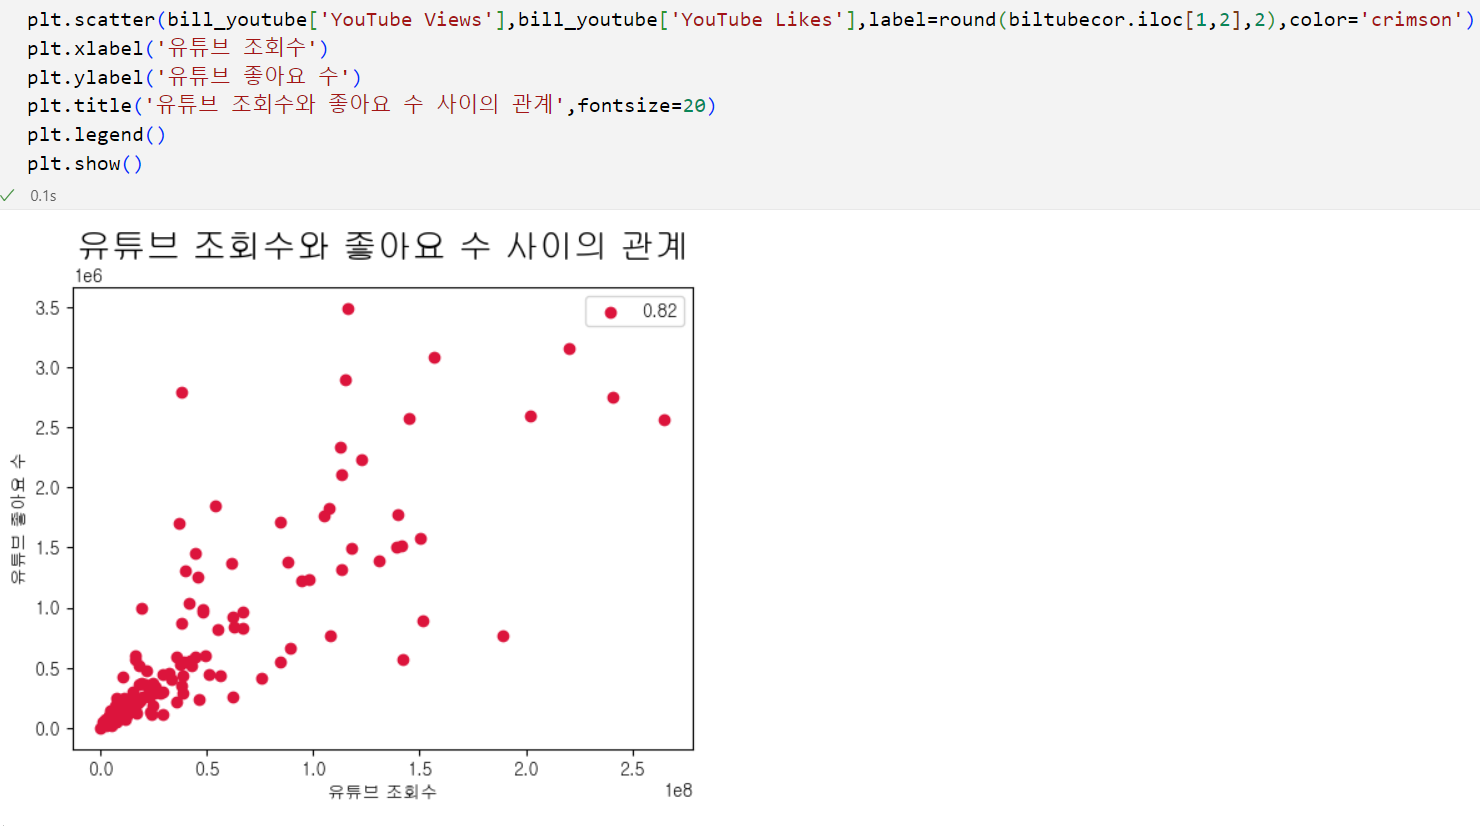 plt.scatter(bill_youtube['YouTube Views'],bill_youtube['YouTube Likes'],label=round(biltubecor.iloc[1,2],2),color='crimson')
plt.xlabel('유튜브 조회수')
plt.ylabel('유튜브 좋아요 수')
plt.title('유튜브 조회수와 좋아요 수 사이의 관계',fontsize=20)
plt.legend()
plt.show()
0.1s
유튜브 조회수와 좋아요 수 사이의 관계
1e6
0.82
3.5
3.0
2.5
2.0
1.5
1.0
0.5
0.0
유튜브 좋아요 수
0.0 0.5 1.0 1.5 2.0 2.5
유튜브 조회수
1e8